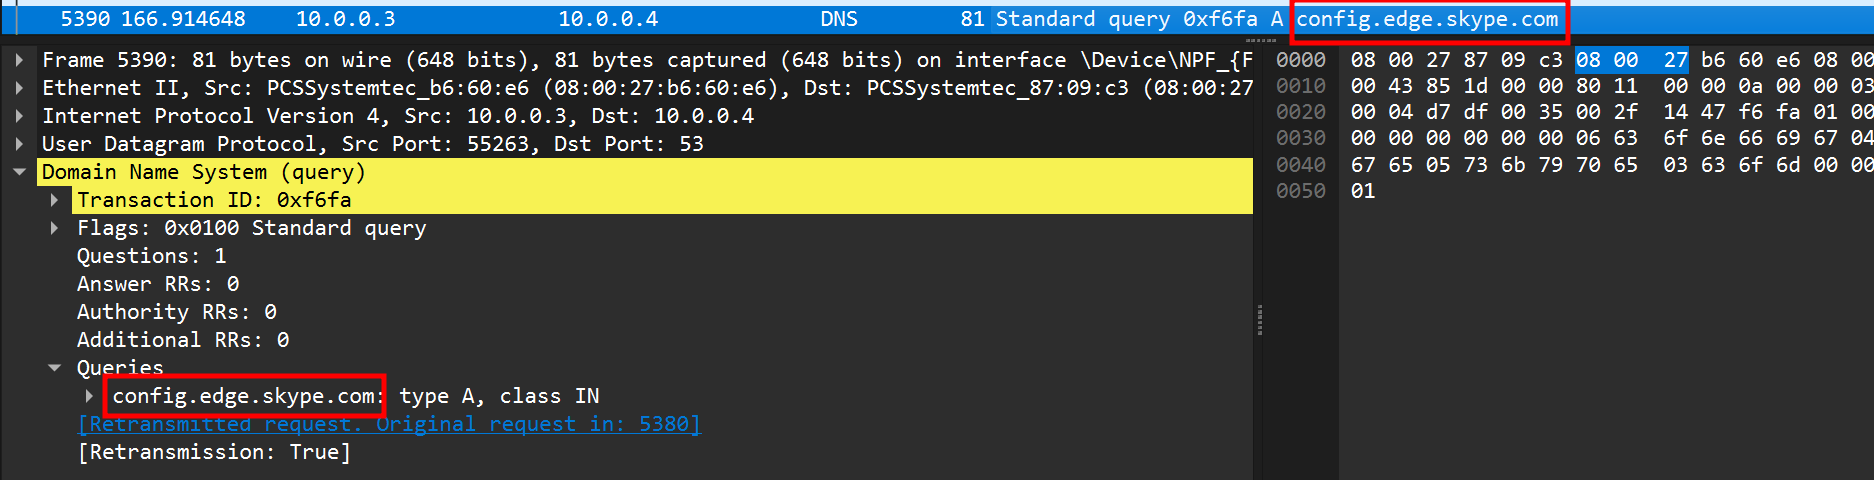 5390 166.914648 10.0.0.3 10.0.0.4 DNS 81 Standard query 0xf6fa A config.edge.skype.com
Frame 5390: 81 bytes on wire (648 bits), 81 bytes captured (648 bits) on interface \Device\NPF_{F
Ethernet II, Src: PCSSystemtec_b6:60:e6 (08:00:27:b6:60:e6), Dst: PCSSystemtec_87:09:c3 (08:00:27
Internet Protocol Version 4, Src: 10.0.0.3, Dst: 10.0.0.4
User Datagram Protocol, Src Port: 55263, Dst Port: 53
Domain Name System (query)
Transaction ID: 0xf6fa
Flags: 0x0100 Standard query
Questions: 1
Answer RRs: 0
Authority RRs: 0
Additional RRs: 0
Queries
config.edge.skype.com: type A, class IN
[Retransmitted request. Original request in: 5380]
[Retransmission: True]
0000 08 00 27 87 09 c3 08 00 27 b6 60 e6 08 00
0010 00 43 85 1d 00 00 80 11 00 00 0a 00 00 03
0020 00 04 d7 df 00 35 00 2f 14 47 f6 fa 01 00
0030 00 00 00 00 00 00 06 63 6f 6e 66 69 67 04
0040 67 65 05 73 6b 79 70 65 03 63 6f 6d 00 00
0050 01